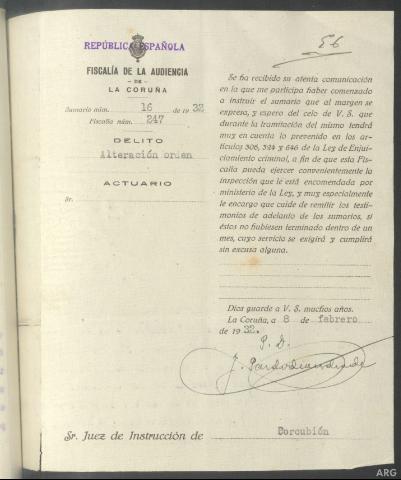 56
REPÚBLICA ESPAÑOLA
FISCALÍA DE LA AUDIENCIA
- DE -
LA CORUÑA
Sumario núm. 16 de 1932
Fiscalía núm. 247
DELITO
Alteración orden
ACTUARIO
Sr.
Se ha recibido su atenta comunicación
en la que me participa haber comenzado
a instruir el sumario que al margen se
expresa, y espero del celo de V. S. que
durante la tramitación del mismo tendrá
muy en cuenta lo prevenido en los ar-
tículos 306, 324 y 646 de la Ley de Enjui-
ciamiento criminal, a fin de que esta Fis-
calía pueda ejercer convenientemente la
inspección que le está encomendada por
ministerio de la Ley, y muy especialmente
le encargo que cuide de remitir los testi-
monios de adelanto de los sumarios, si
éstos no hubiesen terminado dentro de un
mes, cuyo servicio se exigirá y cumplirá
sin excusa alguna.
Dios guarde a V. S. muchos años.
La Coruña, a 8 de febrero
de 1932.
P. D.
Sr. Juez de Instrucción de Corcubión
ARG